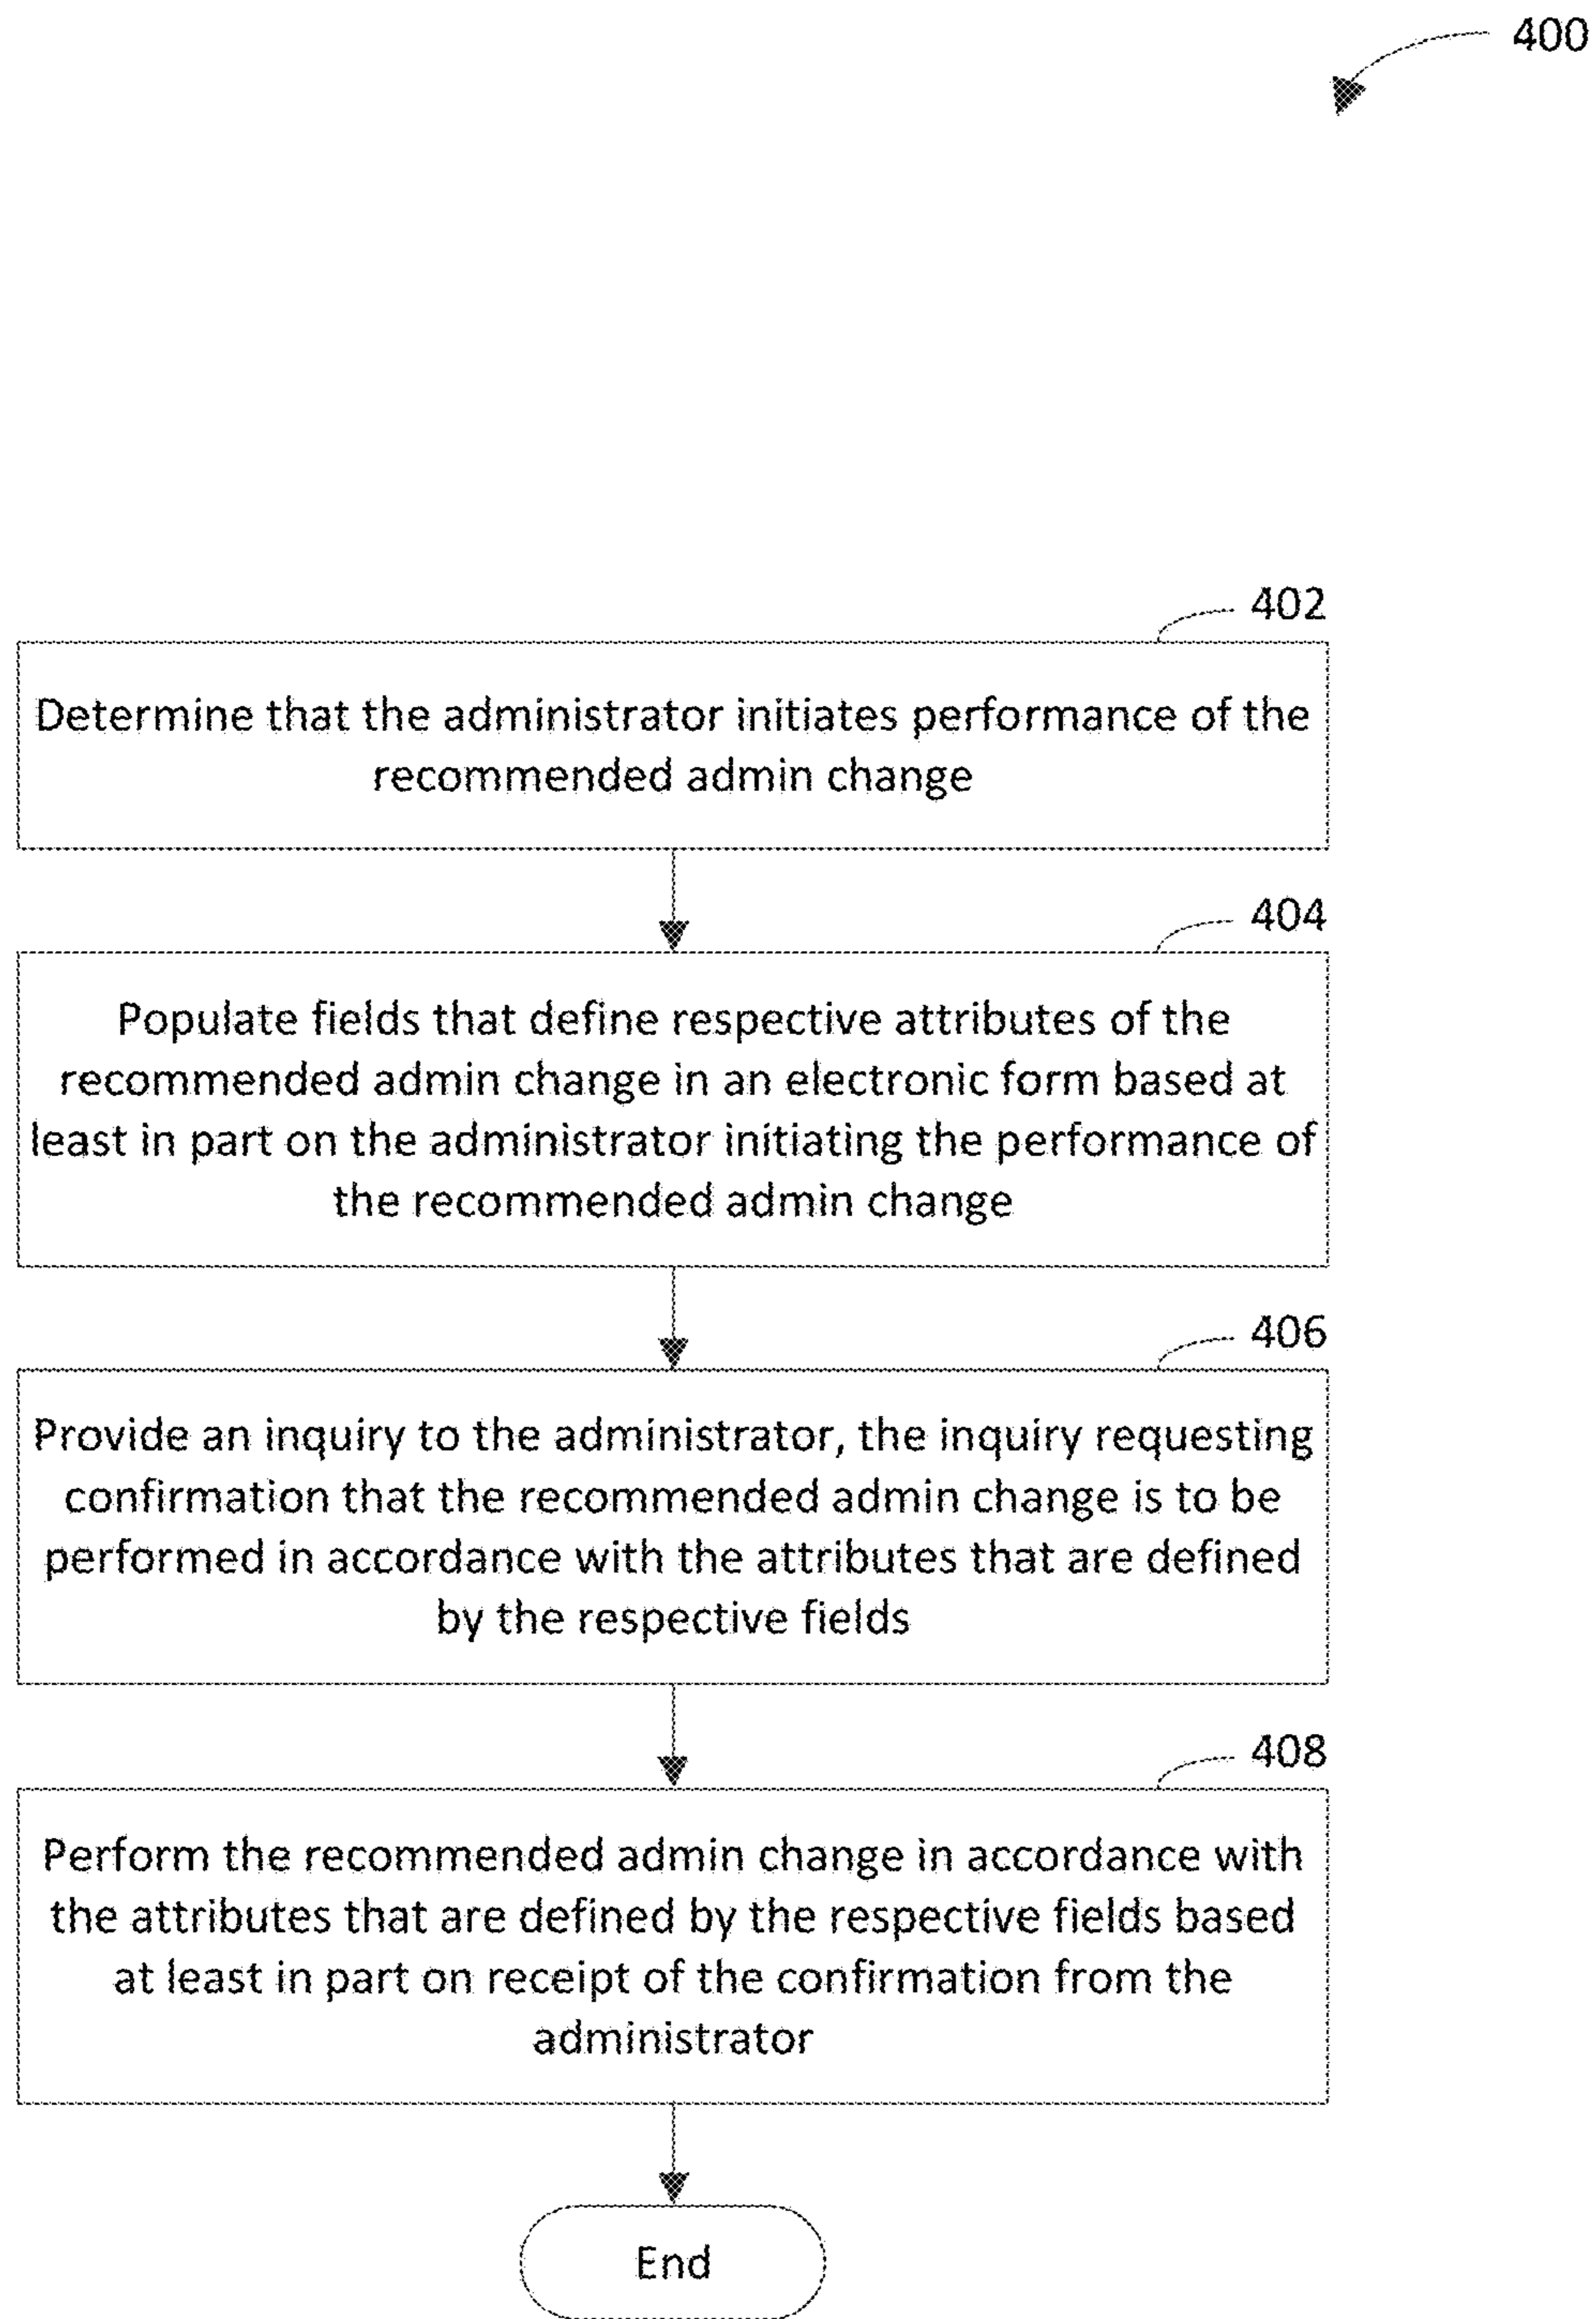 400
402
Determine that the administrator initiates performance of the
recommended admin change
404
Populate fields that define respective attributes of the
recommended admin change in an electronic form based at
least in part on the administrator initiating the performance of
the recommended admin change
406
Provide an inquiry to the administrator, the inquiry requesting
confirmation that the recommended admin change is to be
performed in accordance with the attributes that are defined
by the respective fields
408
Perform the recommended admin change in accordance with
the attributes that are defined by the respective fields based
at least in part on receipt of the confirmation from the
administrator
End